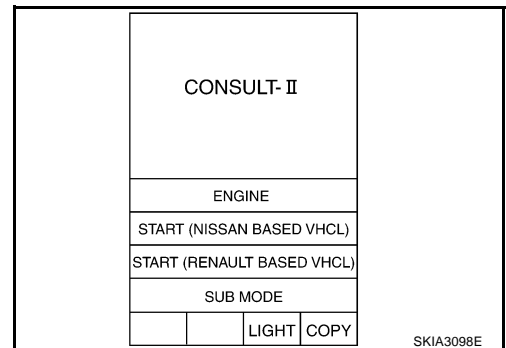 CONSULT-Ⅱ
ENGINE
START (NISSAN BASED VHCL)
START (RENAULT BASED VHCL)
SUB MODE
LIGHT COPY
SKIA3098E